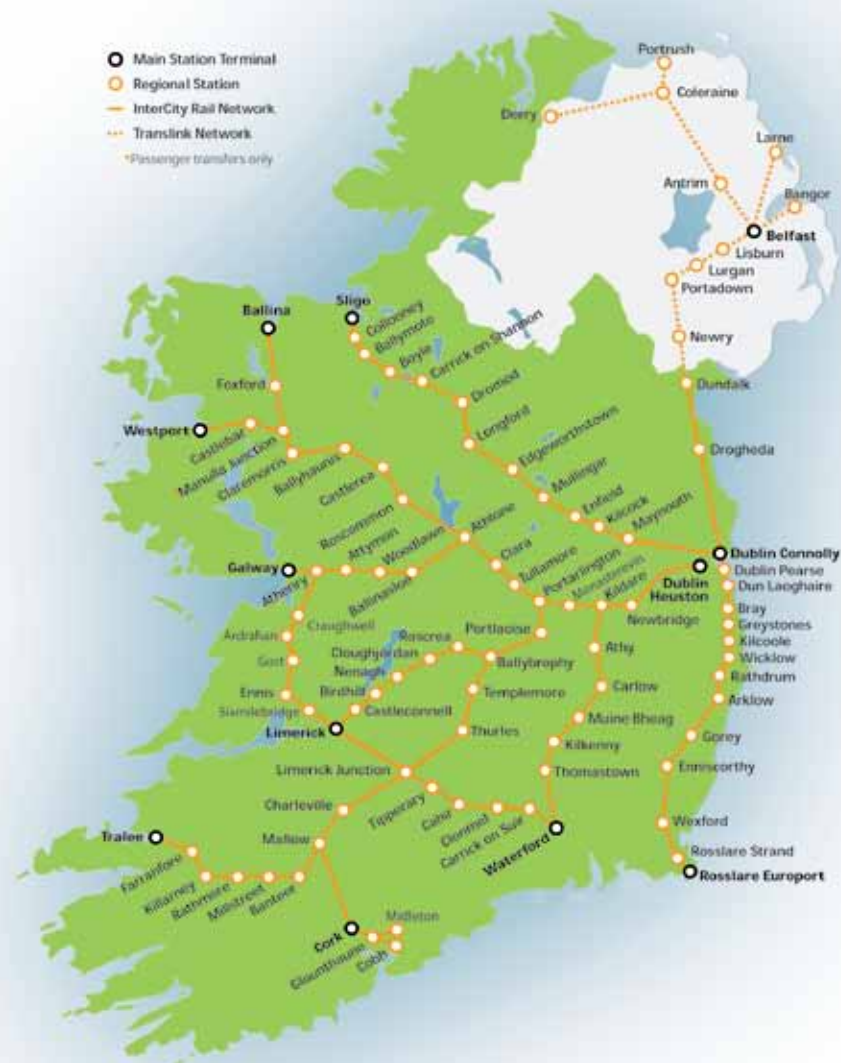 Main Station Terminal
Regional Station
InterCity Rail Network
Translink Network
*Passenger transfers only
Portrush
Coleraine
Derry
Larne
Antrim
Bangor
Belfast
Lisburn
Lurgan
Portadown
Newry
Dundalk
Drogheda
Ballina
Foxford
Westport
Castlebar
*Manulla Junction
Claremorris
Ballyhaunis
Castlerea
Roscommon
Sligo
Collooney
Ballymote
Boyle
Carrick on Shannon
Dromod
Longford
Edgeworthstown
Mullingar
Enfield
Kilcock
Maynooth
Dublin Connolly
Dublin Pearse
Dun Laoghaire
Bray
Greystones
Kilcoole
Wicklow
Rathdrum
Arklow
Gorey
Enniscorthy
Wexford
Rosslare Strand
Rosslare Europort
Galway
Athenry
Attymon
Woodlawn
Ballinasloe
Athlone
Clara
Tullamore
Portarlington
Monasterevin
Kildare
Newbridge
Dublin
Heuston
Craughwell
Ardrahan
Gort
Ennis
Sixmilebridge
Limerick
Castleconnell
Birdhill
Nenagh
Cloughjordan
Roscrea
Portlaoise
Ballybrophy
Templemore
Thurles
Athy
Carlow
Muine Bheag
Kilkenny
Thomastown
Waterford
Limerick Junction
Tipperary
Cahir
Clonmel
Carrick on Suir
Charleville
Mallow
Tralee
Farranfore
Killarney
Rathmore
Millstreet
Banteer
Cork
Midleton
Cobh